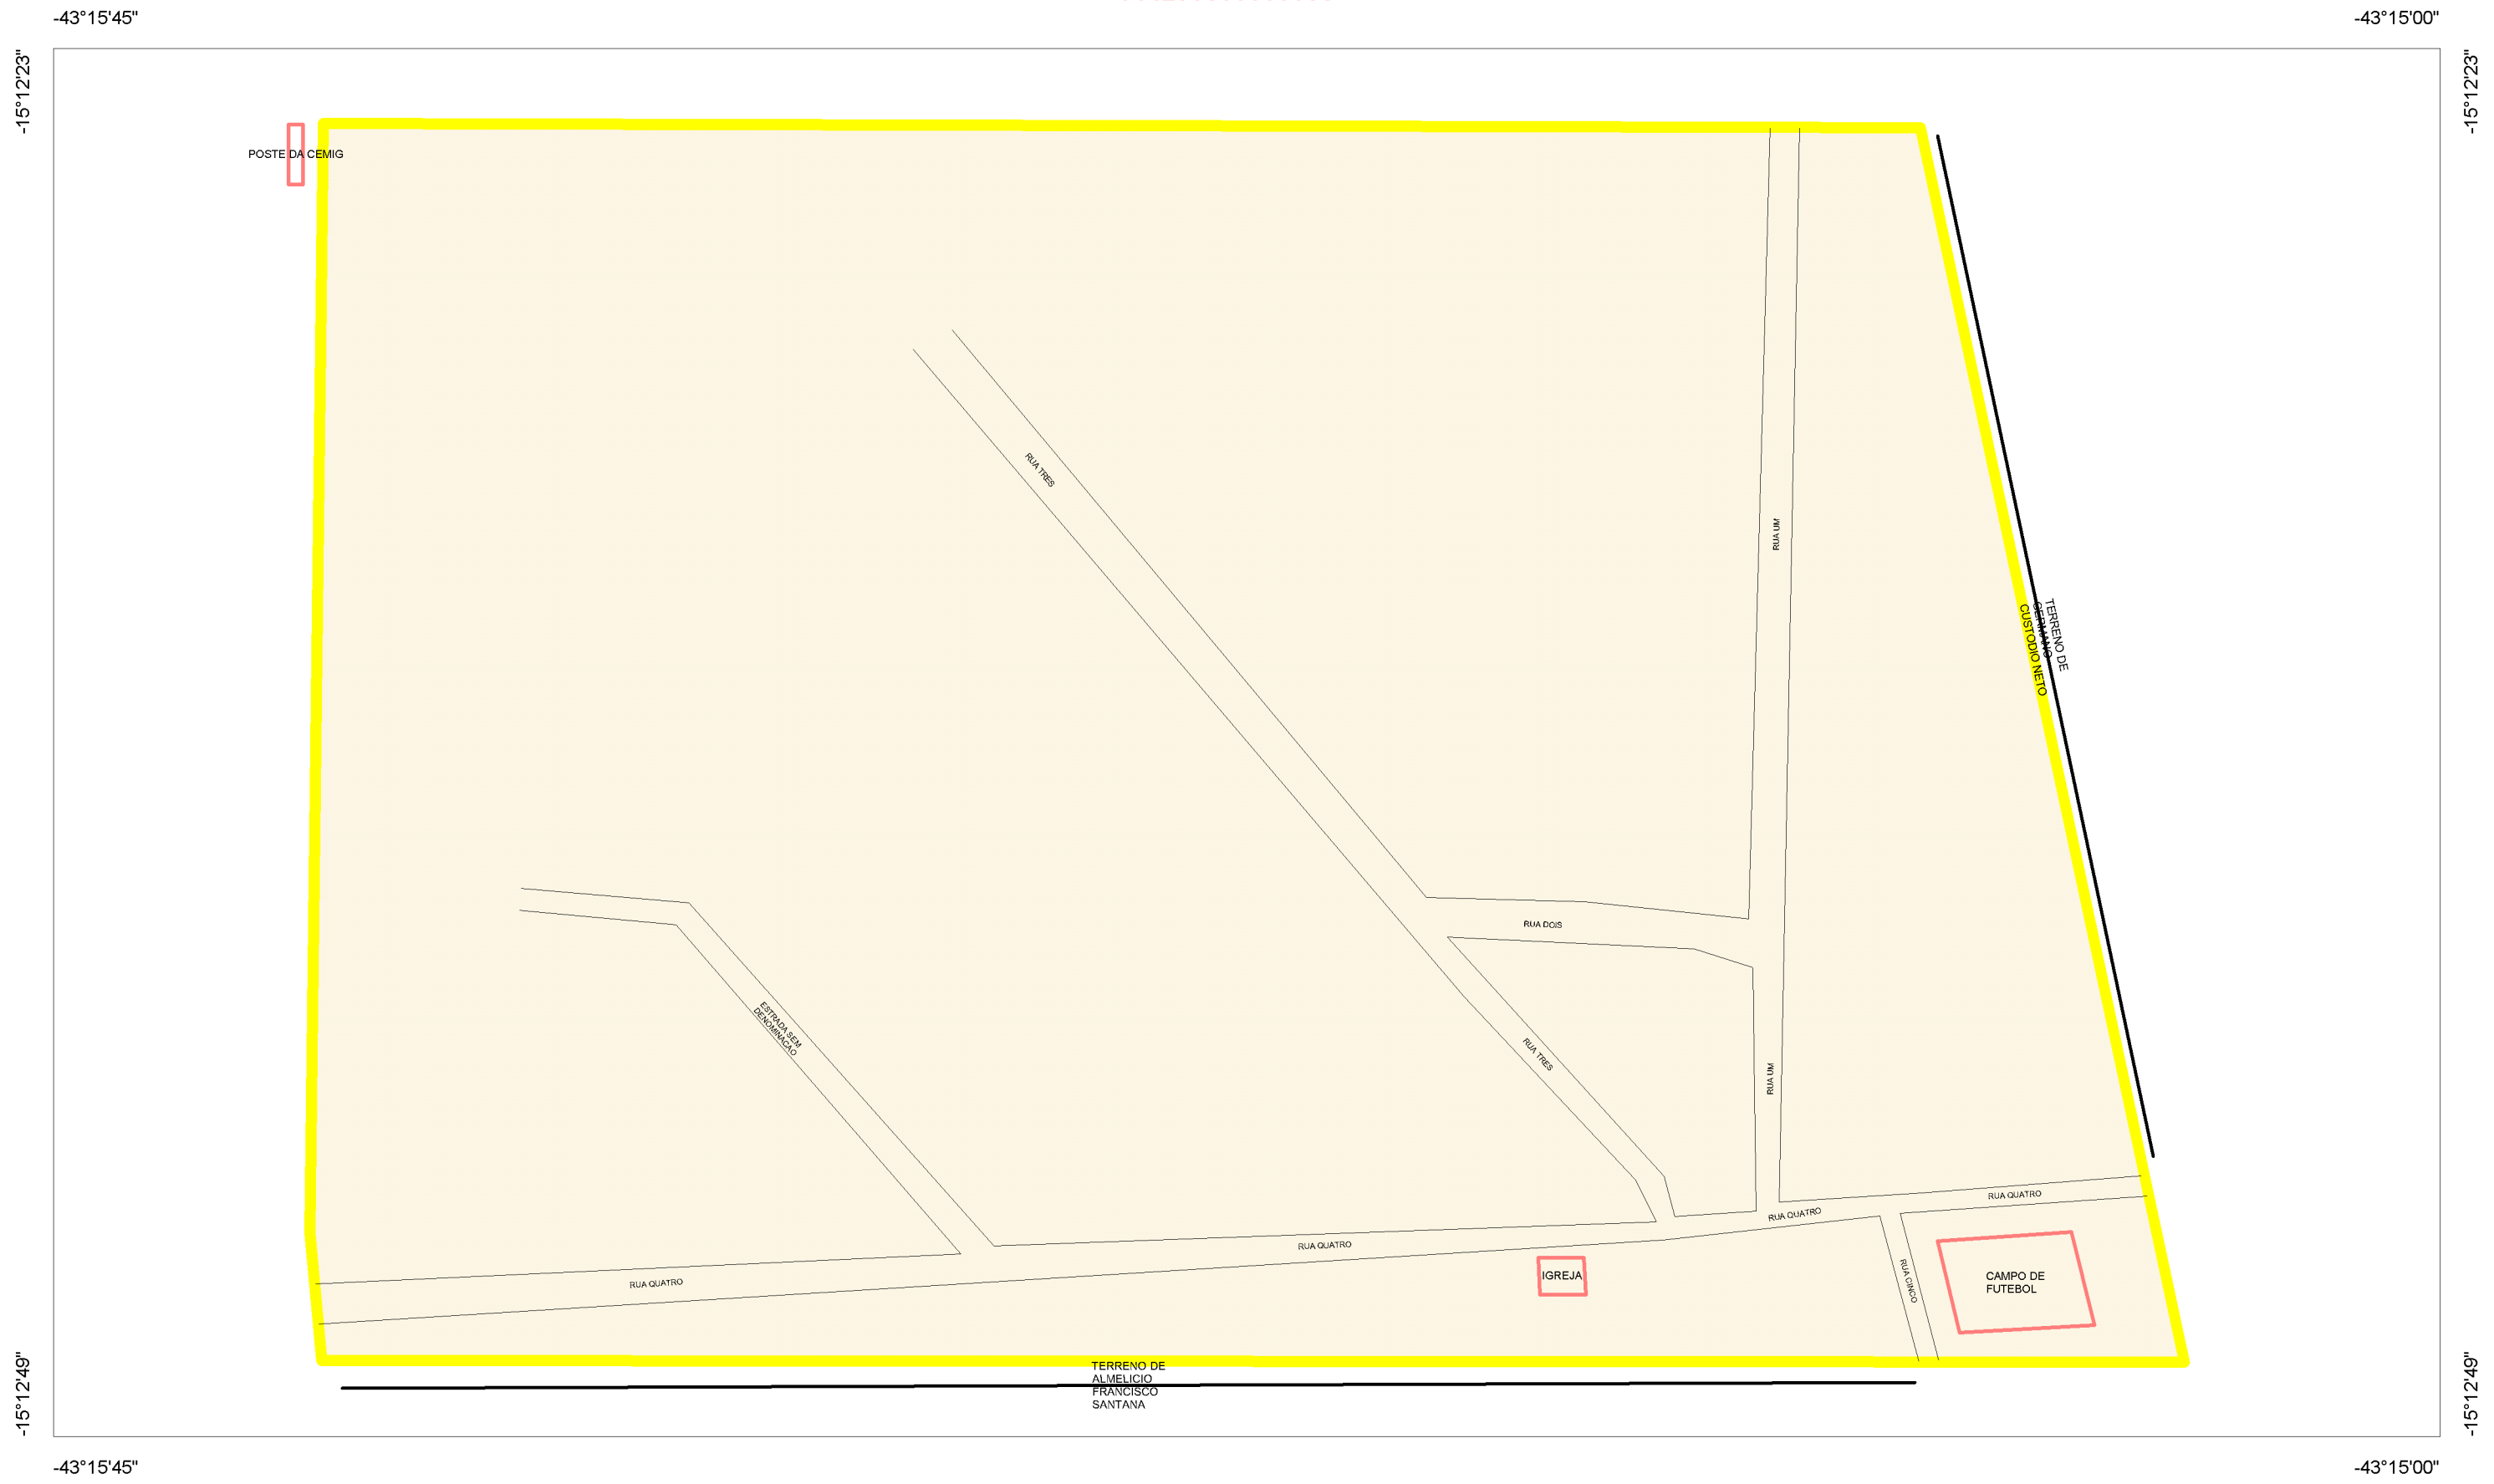 -43°15'45"
-43°15'00"
-15°12'23"
-15°12'23"
POSTE DA CEMIG
RUA TRES
RUA UM
TERRENO DE
GERMANO
CUSTODIO NETO
RUA DOIS
ESTRADA SEM
DENOMINACAO
RUA TRES
RUA UM
RUA QUATRO
RUA QUATRO
RUA QUATRO
RUA QUATRO
IGREJA
RUA CINCO
CAMPO DE
FUTEBOL
TERRENO DE
ALMELICIO
FRANCISCO
SANTANA
-15°12'49"
-15°12'49"
-43°15'45"
-43°15'00"